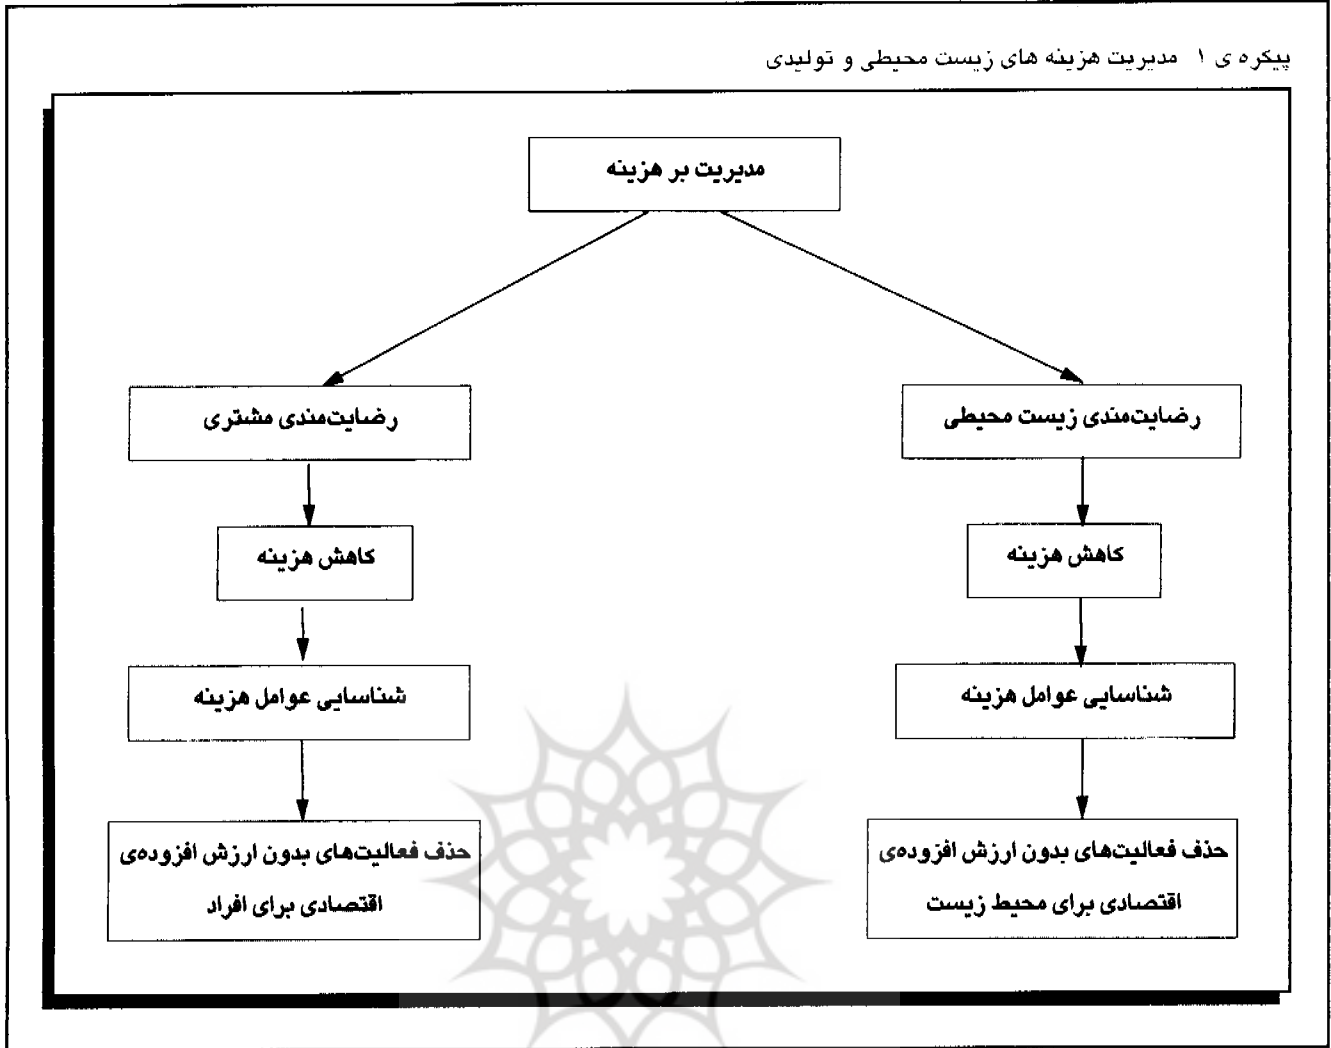 پیکره ی ۱ مدیریت هزینه های زیست محیطی و تولیدی
مدیریت بر هزینه
رضایت‌مندی زیست محیطی
رضایت‌مندی مشتری
کاهش هزینه
کاهش هزینه
شناسایی عوامل هزینه
شناسایی عوامل هزینه
حذف فعالیت‌های بدون ارزش افزوده‌ی
اقتصادی برای محیط زیست
حذف فعالیت‌های بدون ارزش افزوده‌ی
اقتصادی برای افراد